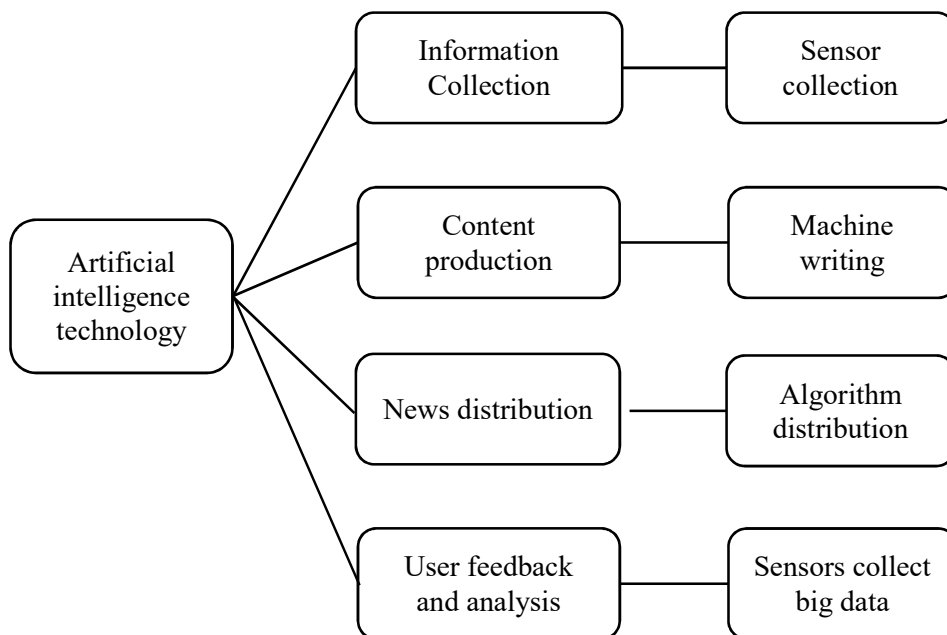 Information
Collection
Sensor
collection
Artificial
intelligence
technology
Content
production
Machine
writing
News distribution
Algorithm
distribution
User feedback
and analysis
Sensors collect
big data